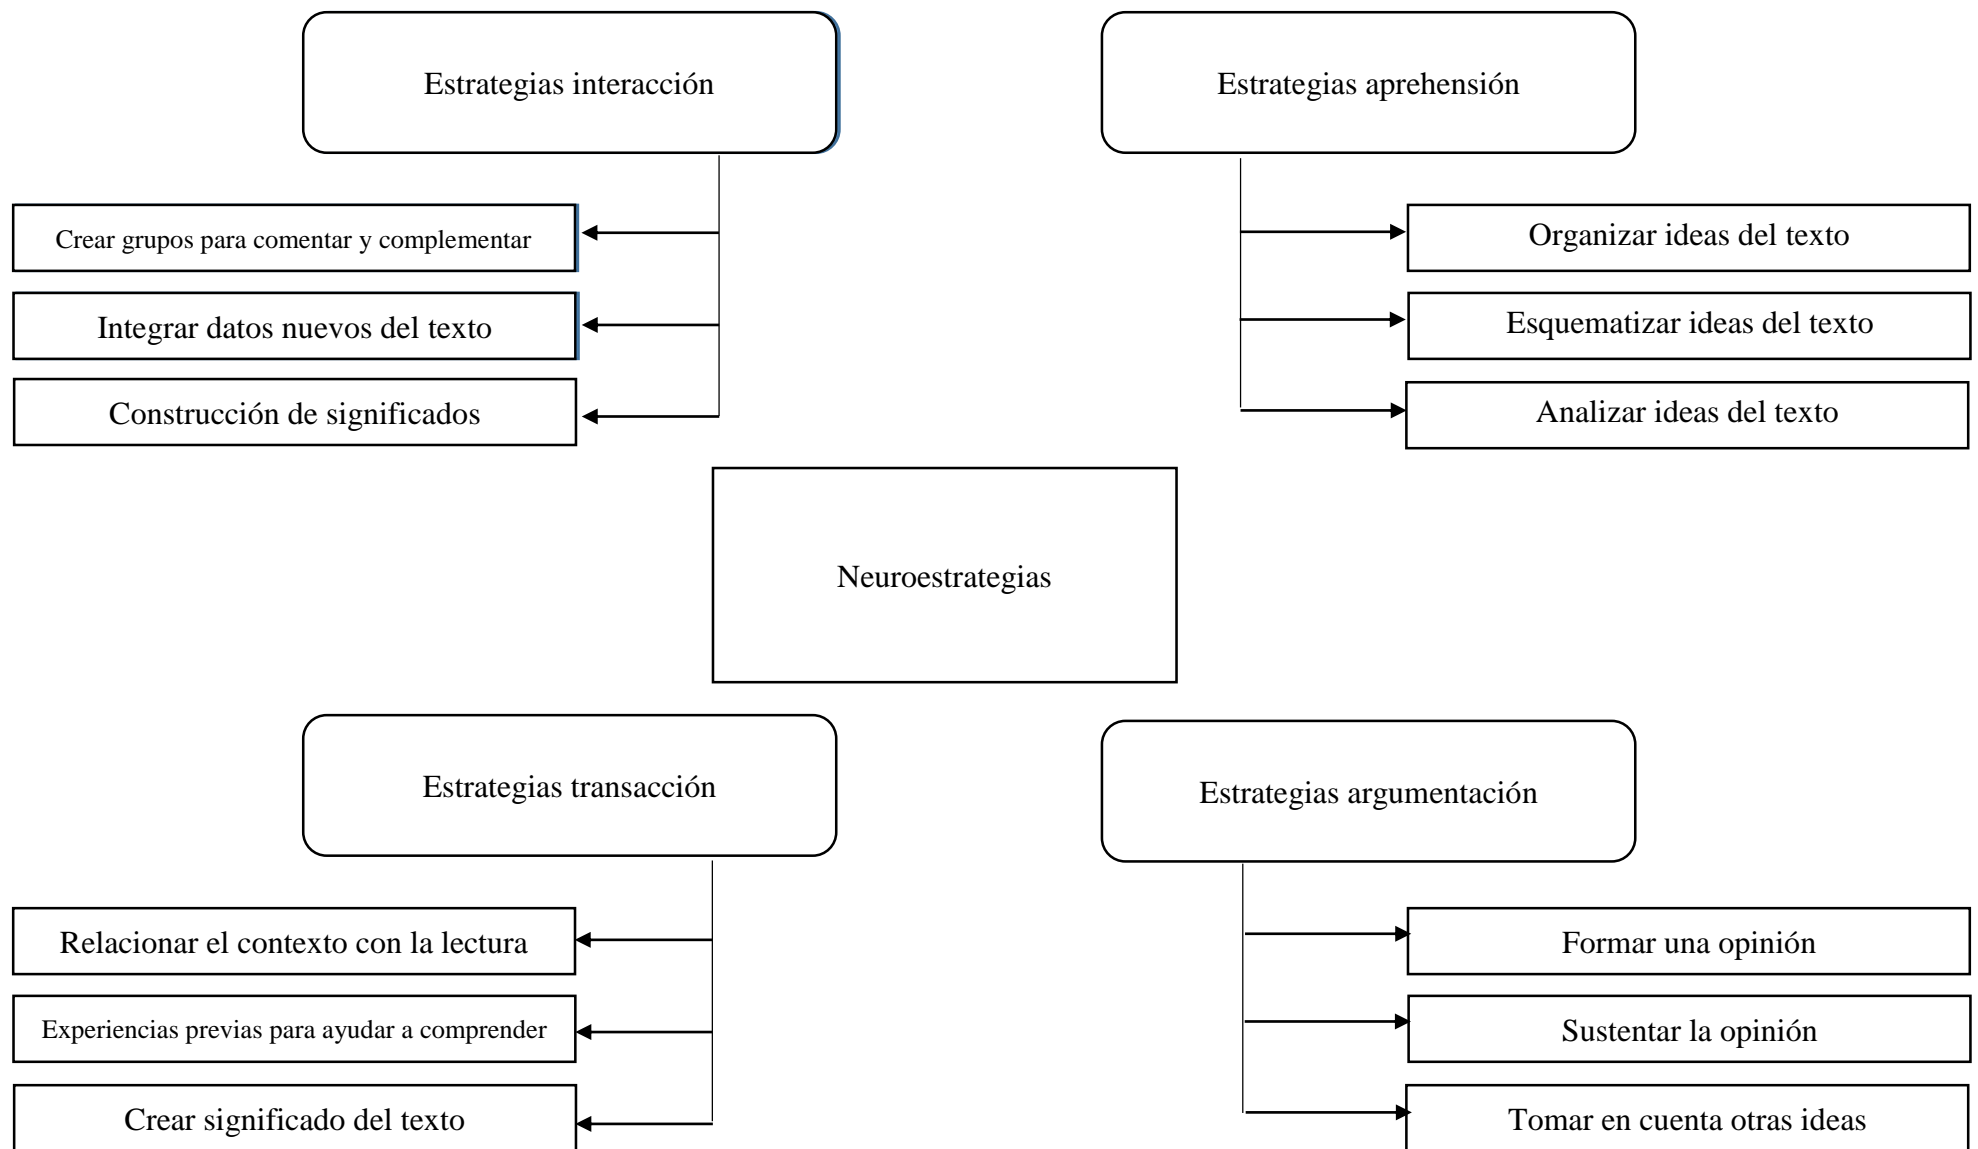 Estrategias interacción
Crear grupos para comentar y complementar
Integrar datos nuevos del texto
Construcción de significados
Estrategias aprehensión
Organizar ideas del texto
Esquematizar ideas del texto
Analizar ideas del texto
Neuroestrategias
Estrategias transacción
Relacionar el contexto con la lectura
Experiencias previas para ayudar a comprender
Crear significado del texto
Estrategias argumentación
Formar una opinión
Sustentar la opinión
Tomar en cuenta otras ideas